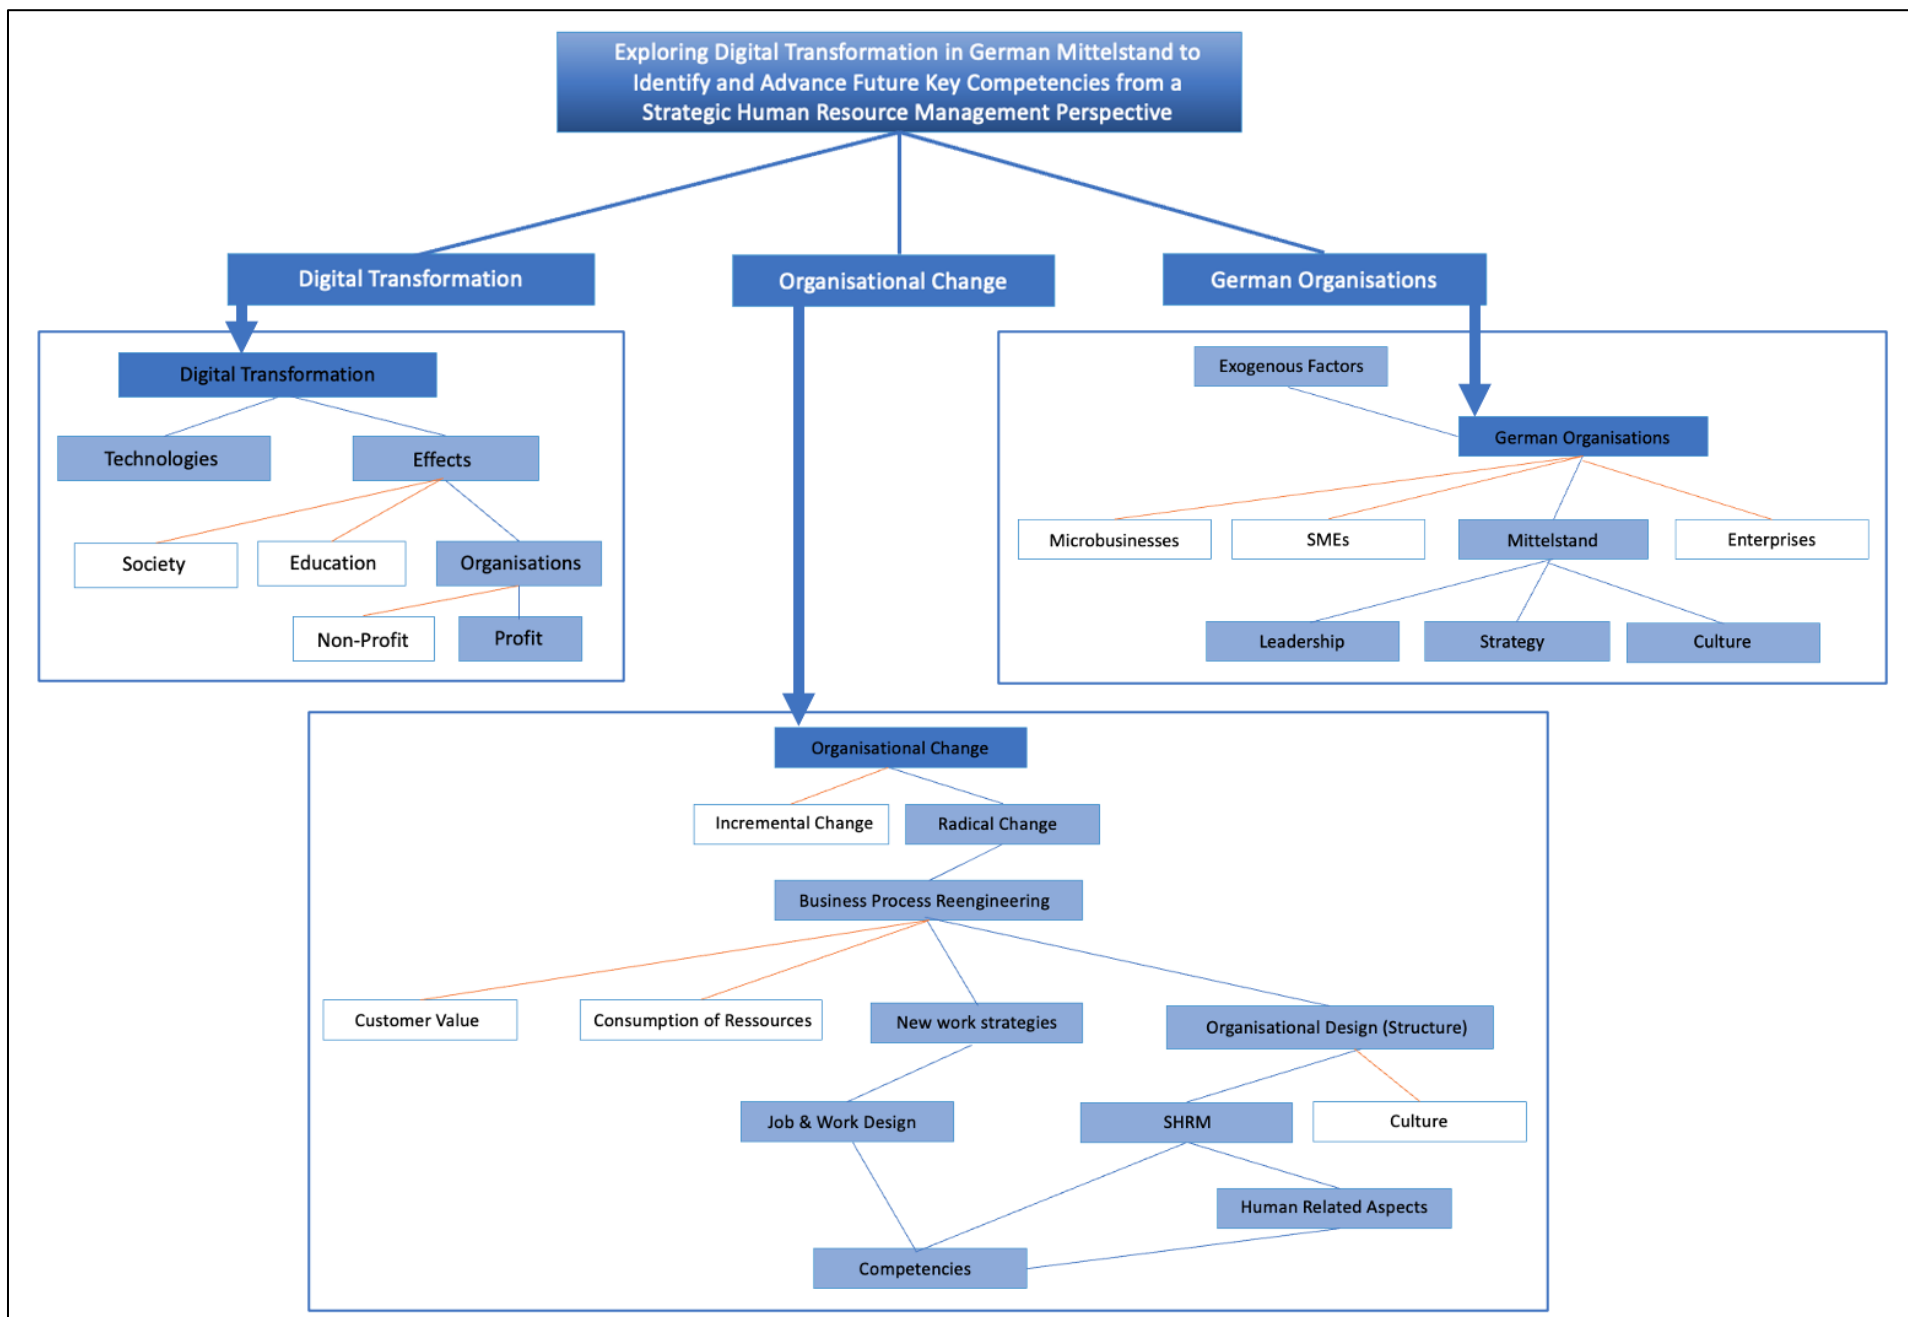 Exploring Digital Transformation in German Mittelstand to
Identify and Advance Future Key Competencies from a
Strategic Human Resource Management Perspective
Digital Transformation
Organisational Change
German Organisations
Digital Transformation
Technologies
Effects
Society
Education
Organisations
Non-Profit
Profit
Exogenous Factors
German Organisations
Microbusinesses
SMEs
Mittelstand
Enterprises
Leadership
Strategy
Culture
Organisational Change
Incremental Change
Radical Change
Business Process Reengineering
Customer Value
Consumption of Ressources
New work strategies
Organisational Design (Structure)
Job & Work Design
SHRM
Culture
Human Related Aspects
Competencies